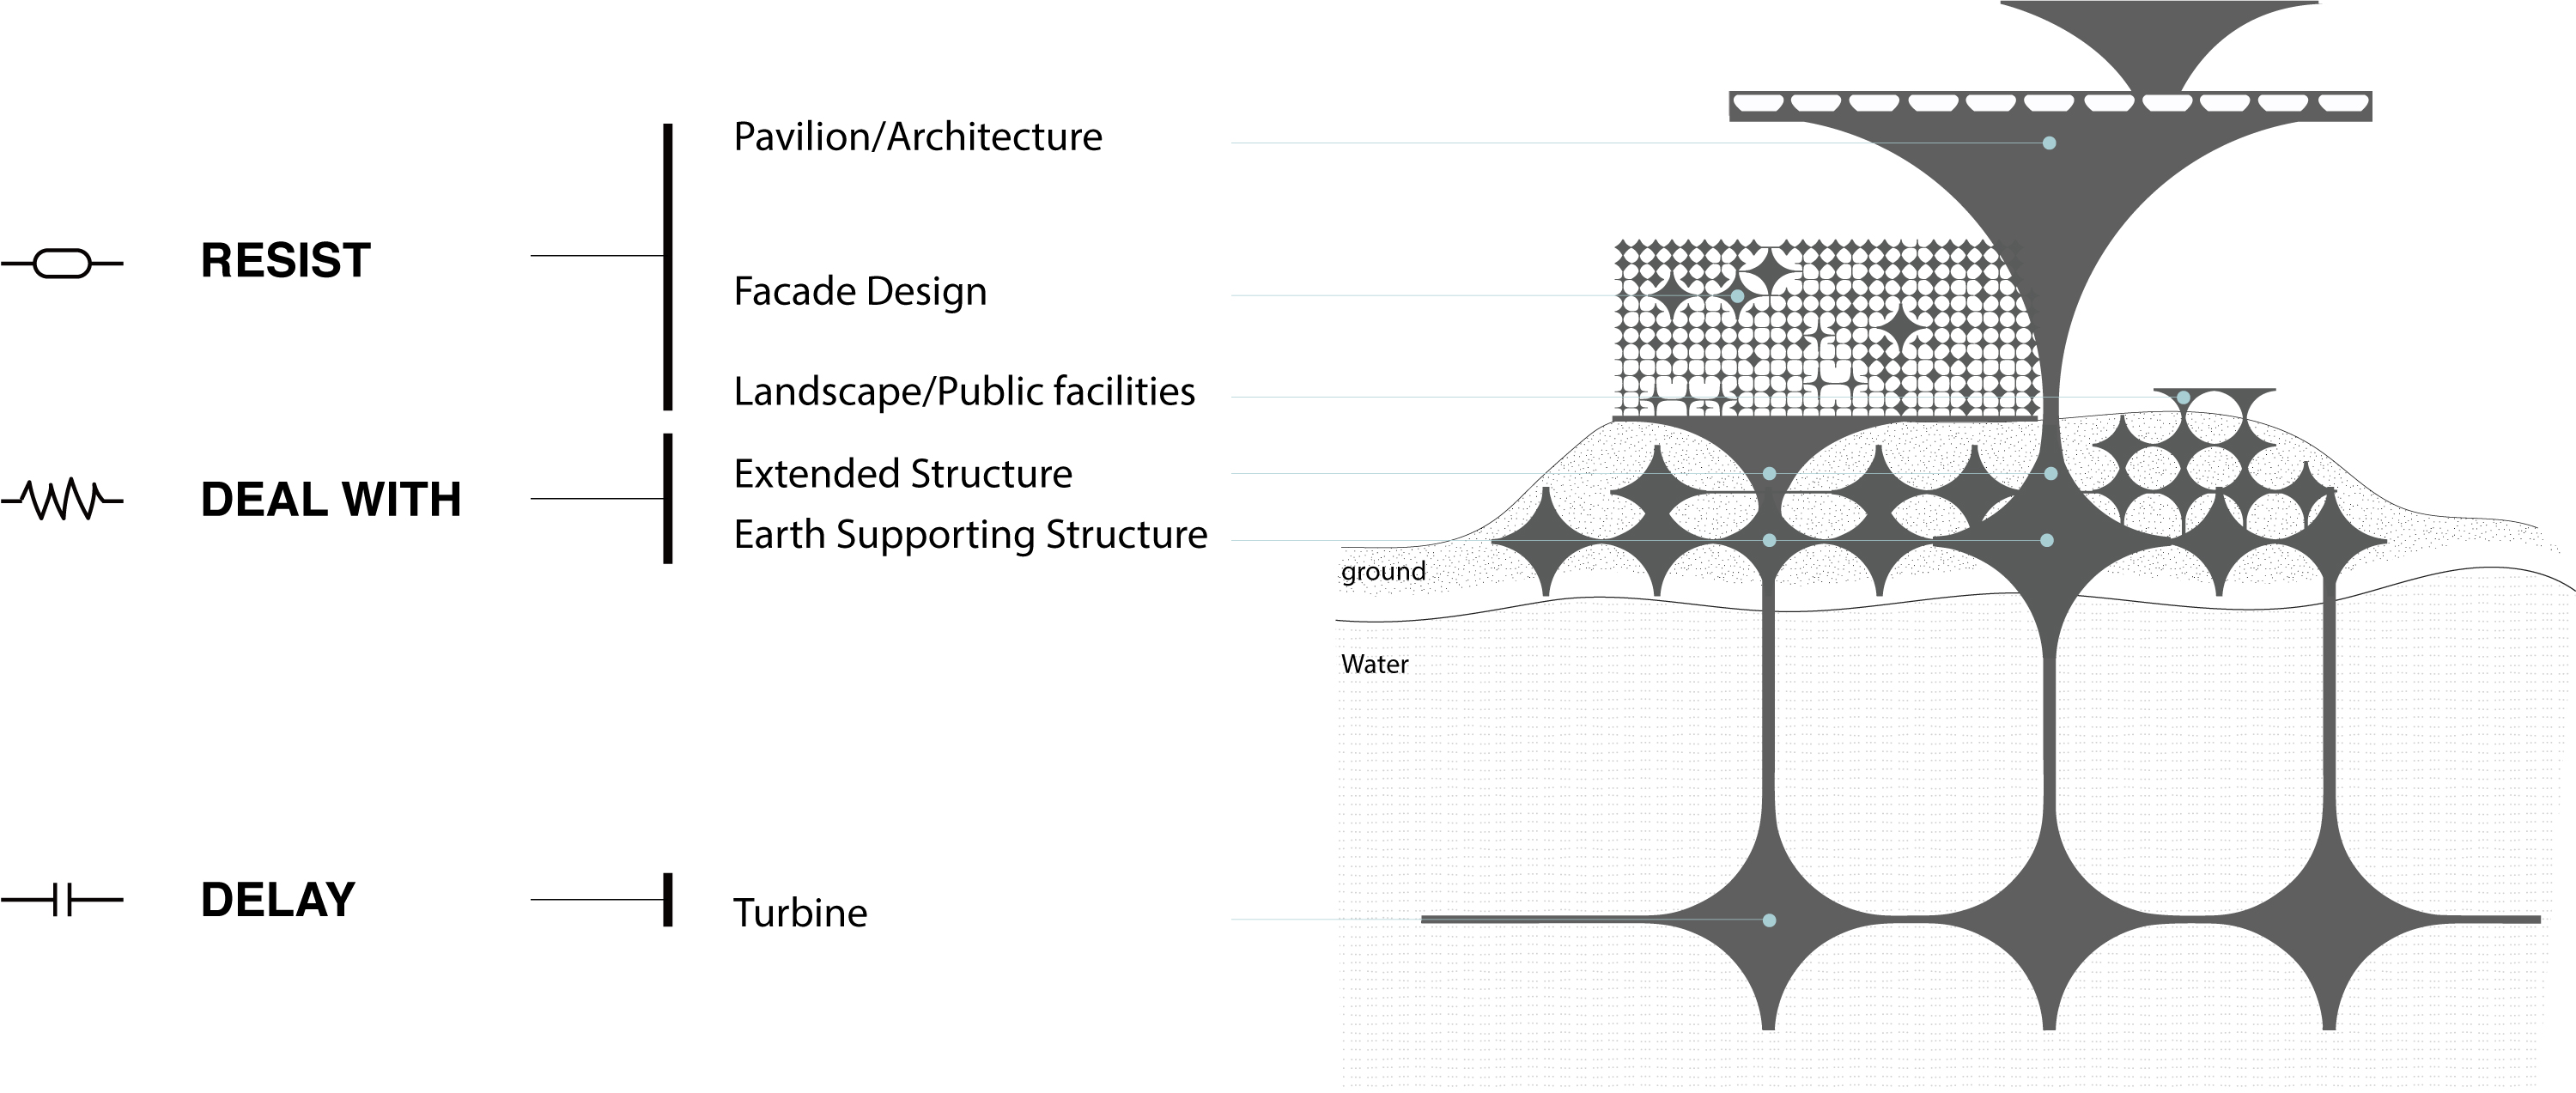 Pavilion/Architecture
RESIST
Facade Design
Landscape/Public facilities
DEAL WITH
Extended Structure
Earth Supporting Structure
ground
Water
DELAY
Turbine